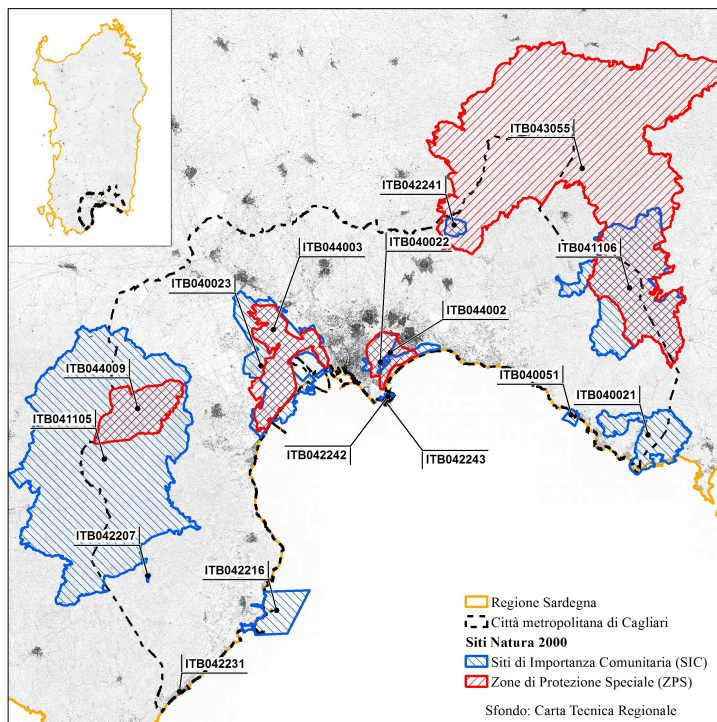 ITB043055
ITB042241
ITB040022
ITB044003
ITB041106
ITB040023
ITB044002
ITB044009
ITB040051
ITB040021
ITB041105
ITB042242
ITB042243
ITB042207
ITB042216
ITB042231
Regione Sardegna
Città metropolitana di Cagliari
Siti Natura 2000
Siti di Importanza Comunitaria (SIC)
Zone di Protezione Speciale (ZPS)
Sfondo: Carta Tecnica Regionale